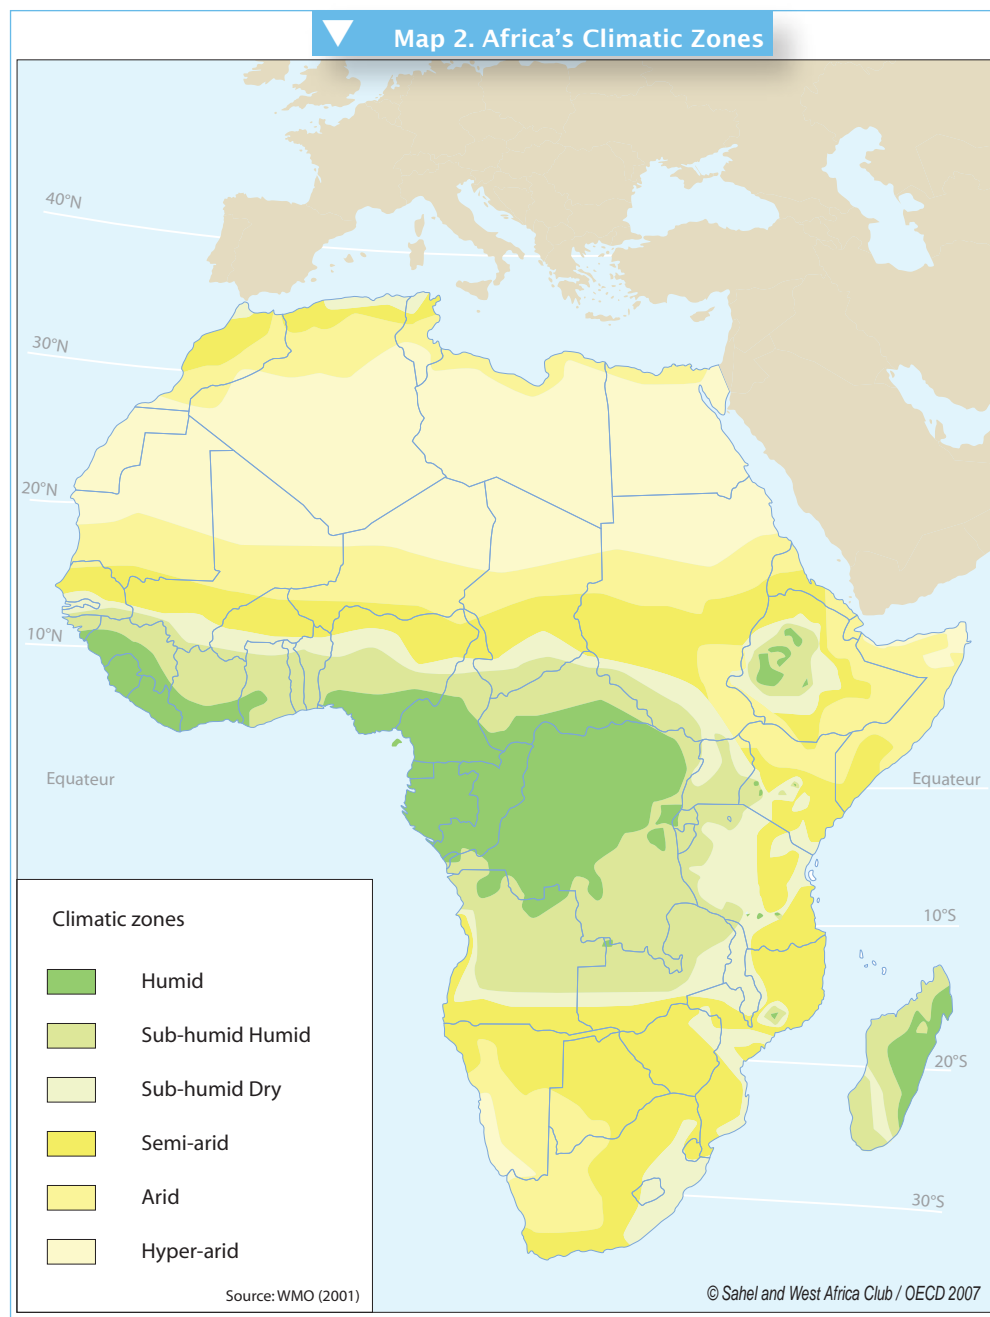 Map 2. Africa's Climatic Zones
40°N
30°N
20°N
10°N
Equateur
Equateur
10°S
20°S
30°S
Climatic zones
Humid
Sub-humid Humid
Sub-humid Dry
Semi-arid
Arid
Hyper-arid
Source: WMO (2001)
© Sahel and West Africa Club / OECD 2007